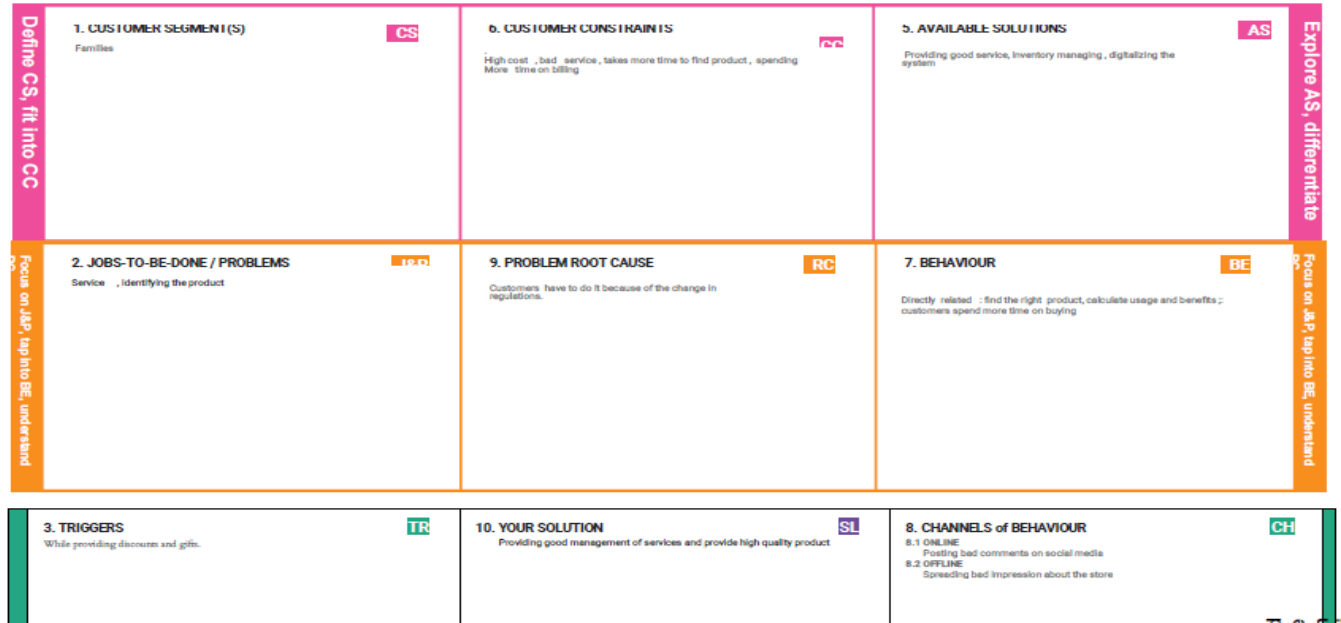 Define CS, fit into CC
1. CUSTOMER SEGMENT(S)
CS
Families
6. CUSTOMER CONSTRAINTS
CC
High cost , bad service, takes more time to find product, spending
More time on billing
5. AVAILABLE SOLUTIONS
AS
Providing good service, inventory managing, digitalizing the
system
Explore AS, differentiate
Focus on J&P, tap into BE, understand
2. JOBS-TO-BE-DONE / PROBLEMS
J&P
Service , identifying the product
9. PROBLEM ROOT CAUSE
RC
Customers have to do it because of the change in
regulations.
7. BEHAVIOUR
BE
Directly related : find the right product, calculate usage and benefits ;:
customers spend more time on buying
Focus on J&P, tap into BE, understand
3. TRIGGERS
TR
While providing discounts and gifts.
10. YOUR SOLUTION
SL
Providing good management of services and provide high quality product
8. CHANNELS of BEHAVIOUR
CH
8.1 ONLINE
Posting bad comments on social media
8.2 OFFLINE
Spreading bad impression about the store